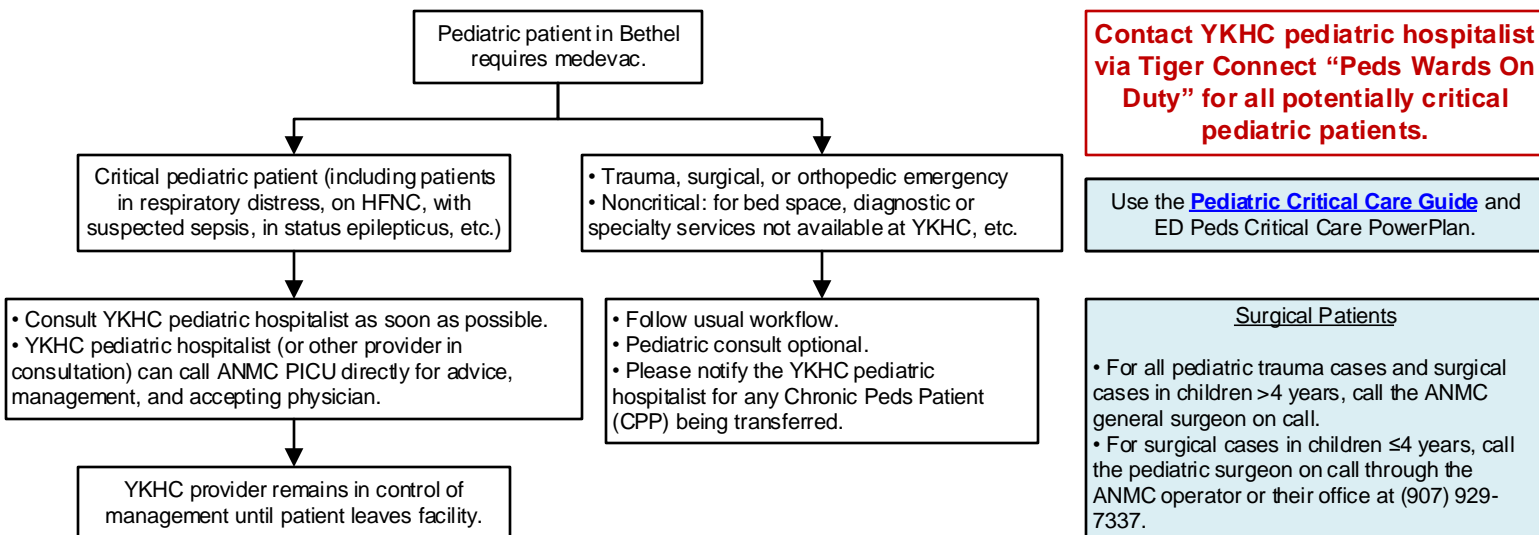 Pediatric patient in Bethel
requires medevac.
Critical pediatric patient (including patients
in respiratory distress, on HFNC, with
suspected sepsis, in status epilepticus, etc.)
• Trauma, surgical, or orthopedic emergency
• Noncritical: for bed space, diagnostic or
specialty services not available at YKHC, etc.
• Consult YKHC pediatric hospitalist as soon as possible.
• YKHC pediatric hospitalist (or other provider in
consultation) can call ANMC PICU directly for advice,
management, and accepting physician.
• Follow usual workflow.
• Pediatric consult optional.
• Please notify the YKHC pediatric
hospitalist for any Chronic Peds Patient
(CPP) being transferred.
YKHC provider remains in control of
management until patient leaves facility.
Contact YKHC pediatric hospitalist
via Tiger Connect “Peds Wards On
Duty” for all potentially critical
pediatric patients.
Use the Pediatric Critical Care Guide and
ED Peds Critical Care PowerPlan.
Surgical Patients
• For all pediatric trauma cases and surgical
cases in children >4 years, call the ANMC
general surgeon on call.
• For surgical cases in children ≤4 years, call
the pediatric surgeon on call through the
ANMC operator or their office at (907) 929-
7337.